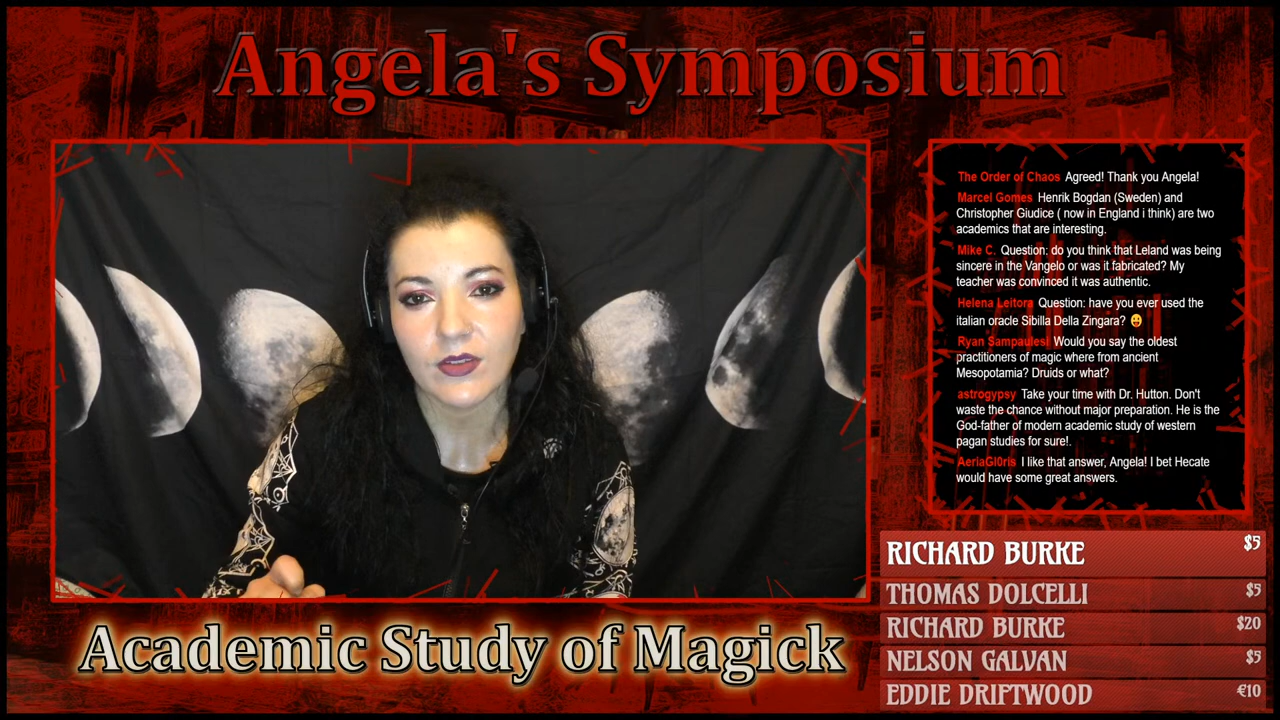 Angela's Symposium
The Order of Chaos Agreed! Thank you Angela!
Marcel Gomes Henrik Bogdan (Sweden) and
Christopher Giudice ( now in England i think) are two
academics that are interesting.
Mike C. Question: do you think that Leland was being
sincere in the Vangelo or was it fabricated? My
teacher was convinced it was authentic.
Helena Leitora Question: have you ever used the
italian oracle Sibilla Della Zingara? 😛
Ryan Sampaulesi Would you say the oldest
practitioners of magic where from ancient
Mesopotamia? Druids or what?
astrogypsy Take your time with Dr. Hutton. Don't
waste the chance without major preparation. He is the
God-father of modern academic study of western
pagan studies for sure!.
AeriaGl0ris I like that answer, Angela! I bet Hecate
would have some great answers.
RICHARD BURKE $5
THOMAS DOLCELLI $5
RICHARD BURKE $20
NELSON GALVAN $5
EDDIE DRIFTWOOD €10
Academic Study of Magick